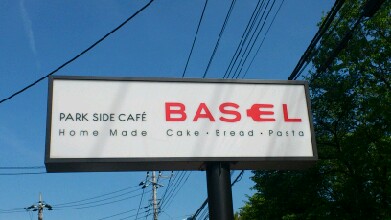 PARK SIDE CAFÉ BASEL
Home Made Cake · Bread · Pasta